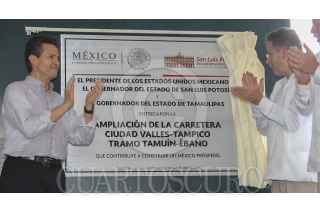 MÉXICO San Luis Potosí
EL PRESIDENTE DE LOS ESTADOS UNIDOS MEXICANOS
EL GOBERNADOR DEL ESTADO DE SAN LUIS POTOSÍ
Y
GOBERNADOR DEL ESTADO DE TAMAULIPAS
AMPLIACIÓN DE LA CARRETERA
CIUDAD VALLES-TAMPICO
TRAMO TAMUÍN-ÉBANO
QUE CONTRIBUYE A CONSOLIDAR UN MÉXICO PRÓSPERO
CUARTOSCURO